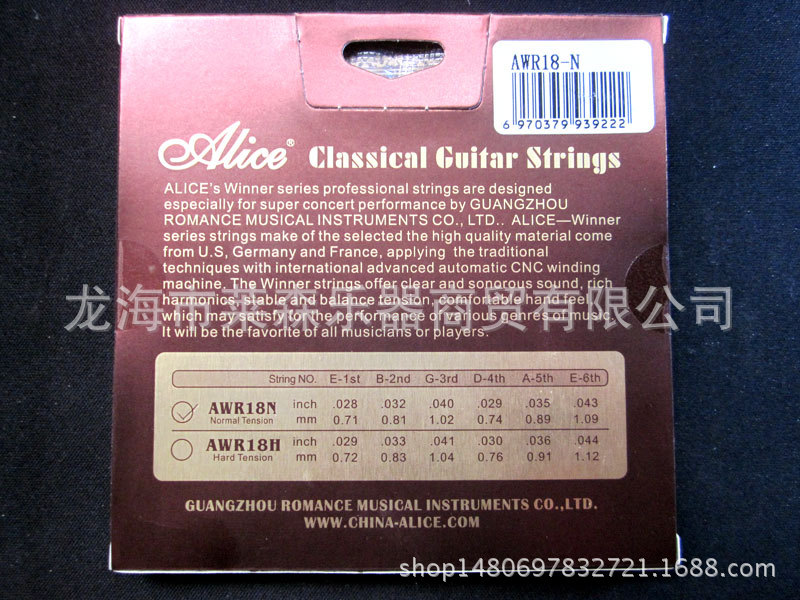 AWR18-N
6 970379 939222
Alice® Classical Guitar Strings
ALICE's Winner series professional strings are designed
especially for super concert performance by GUANGZHOU
ROMANCE MUSICAL INSTRUMENTS CO., LTD.. ALICE—Winner
series strings make of the selected the high quality material come
from U.S, Germany and France, applying the traditional
techniques with international advanced automatic CNC winding
machine. The Winner strings offer clear and sonorous sound, rich
harmonics, stable and balance tension, comfortable hand feel,
which may satisfy for the performance of various genres of music.
It will be the favorite of all musicians or players.
龙海市 乐器商贸有限公司
String NO. E-1st B-2nd G-3rd D-4th A-5th E-6th
AWR18N inch .028 .032 .040 .029 .035 .043
Normal Tension mm 0.71 0.81 1.02 0.74 0.89 1.09
AWR18H inch .029 .033 .041 .030 .036 .044
Hard Tension mm 0.72 0.83 1.04 0.76 0.91 1.12
GUANGZHOU ROMANCE MUSICAL INSTRUMENTS CO.,LTD.
WWW.CHINA-ALICE.COM
shop1480697832721.1688.com